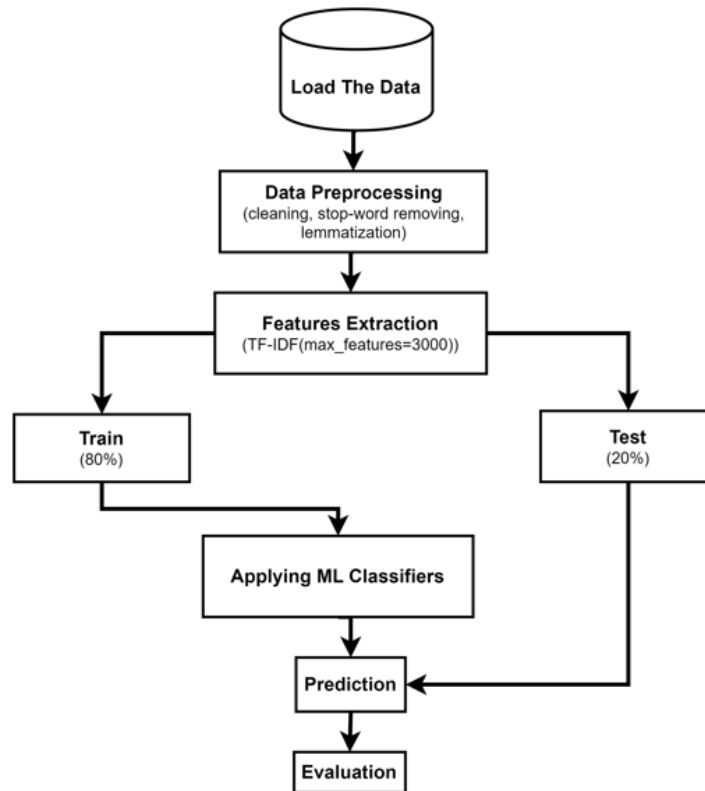 Load The Data
Data Preprocessing
(cleaning, stop-word removing,
lemmatization)
Features Extraction
(TF-IDF(max_features=3000))
Train
(80%)
Test
(20%)
Applying ML Classifiers
Prediction
Evaluation